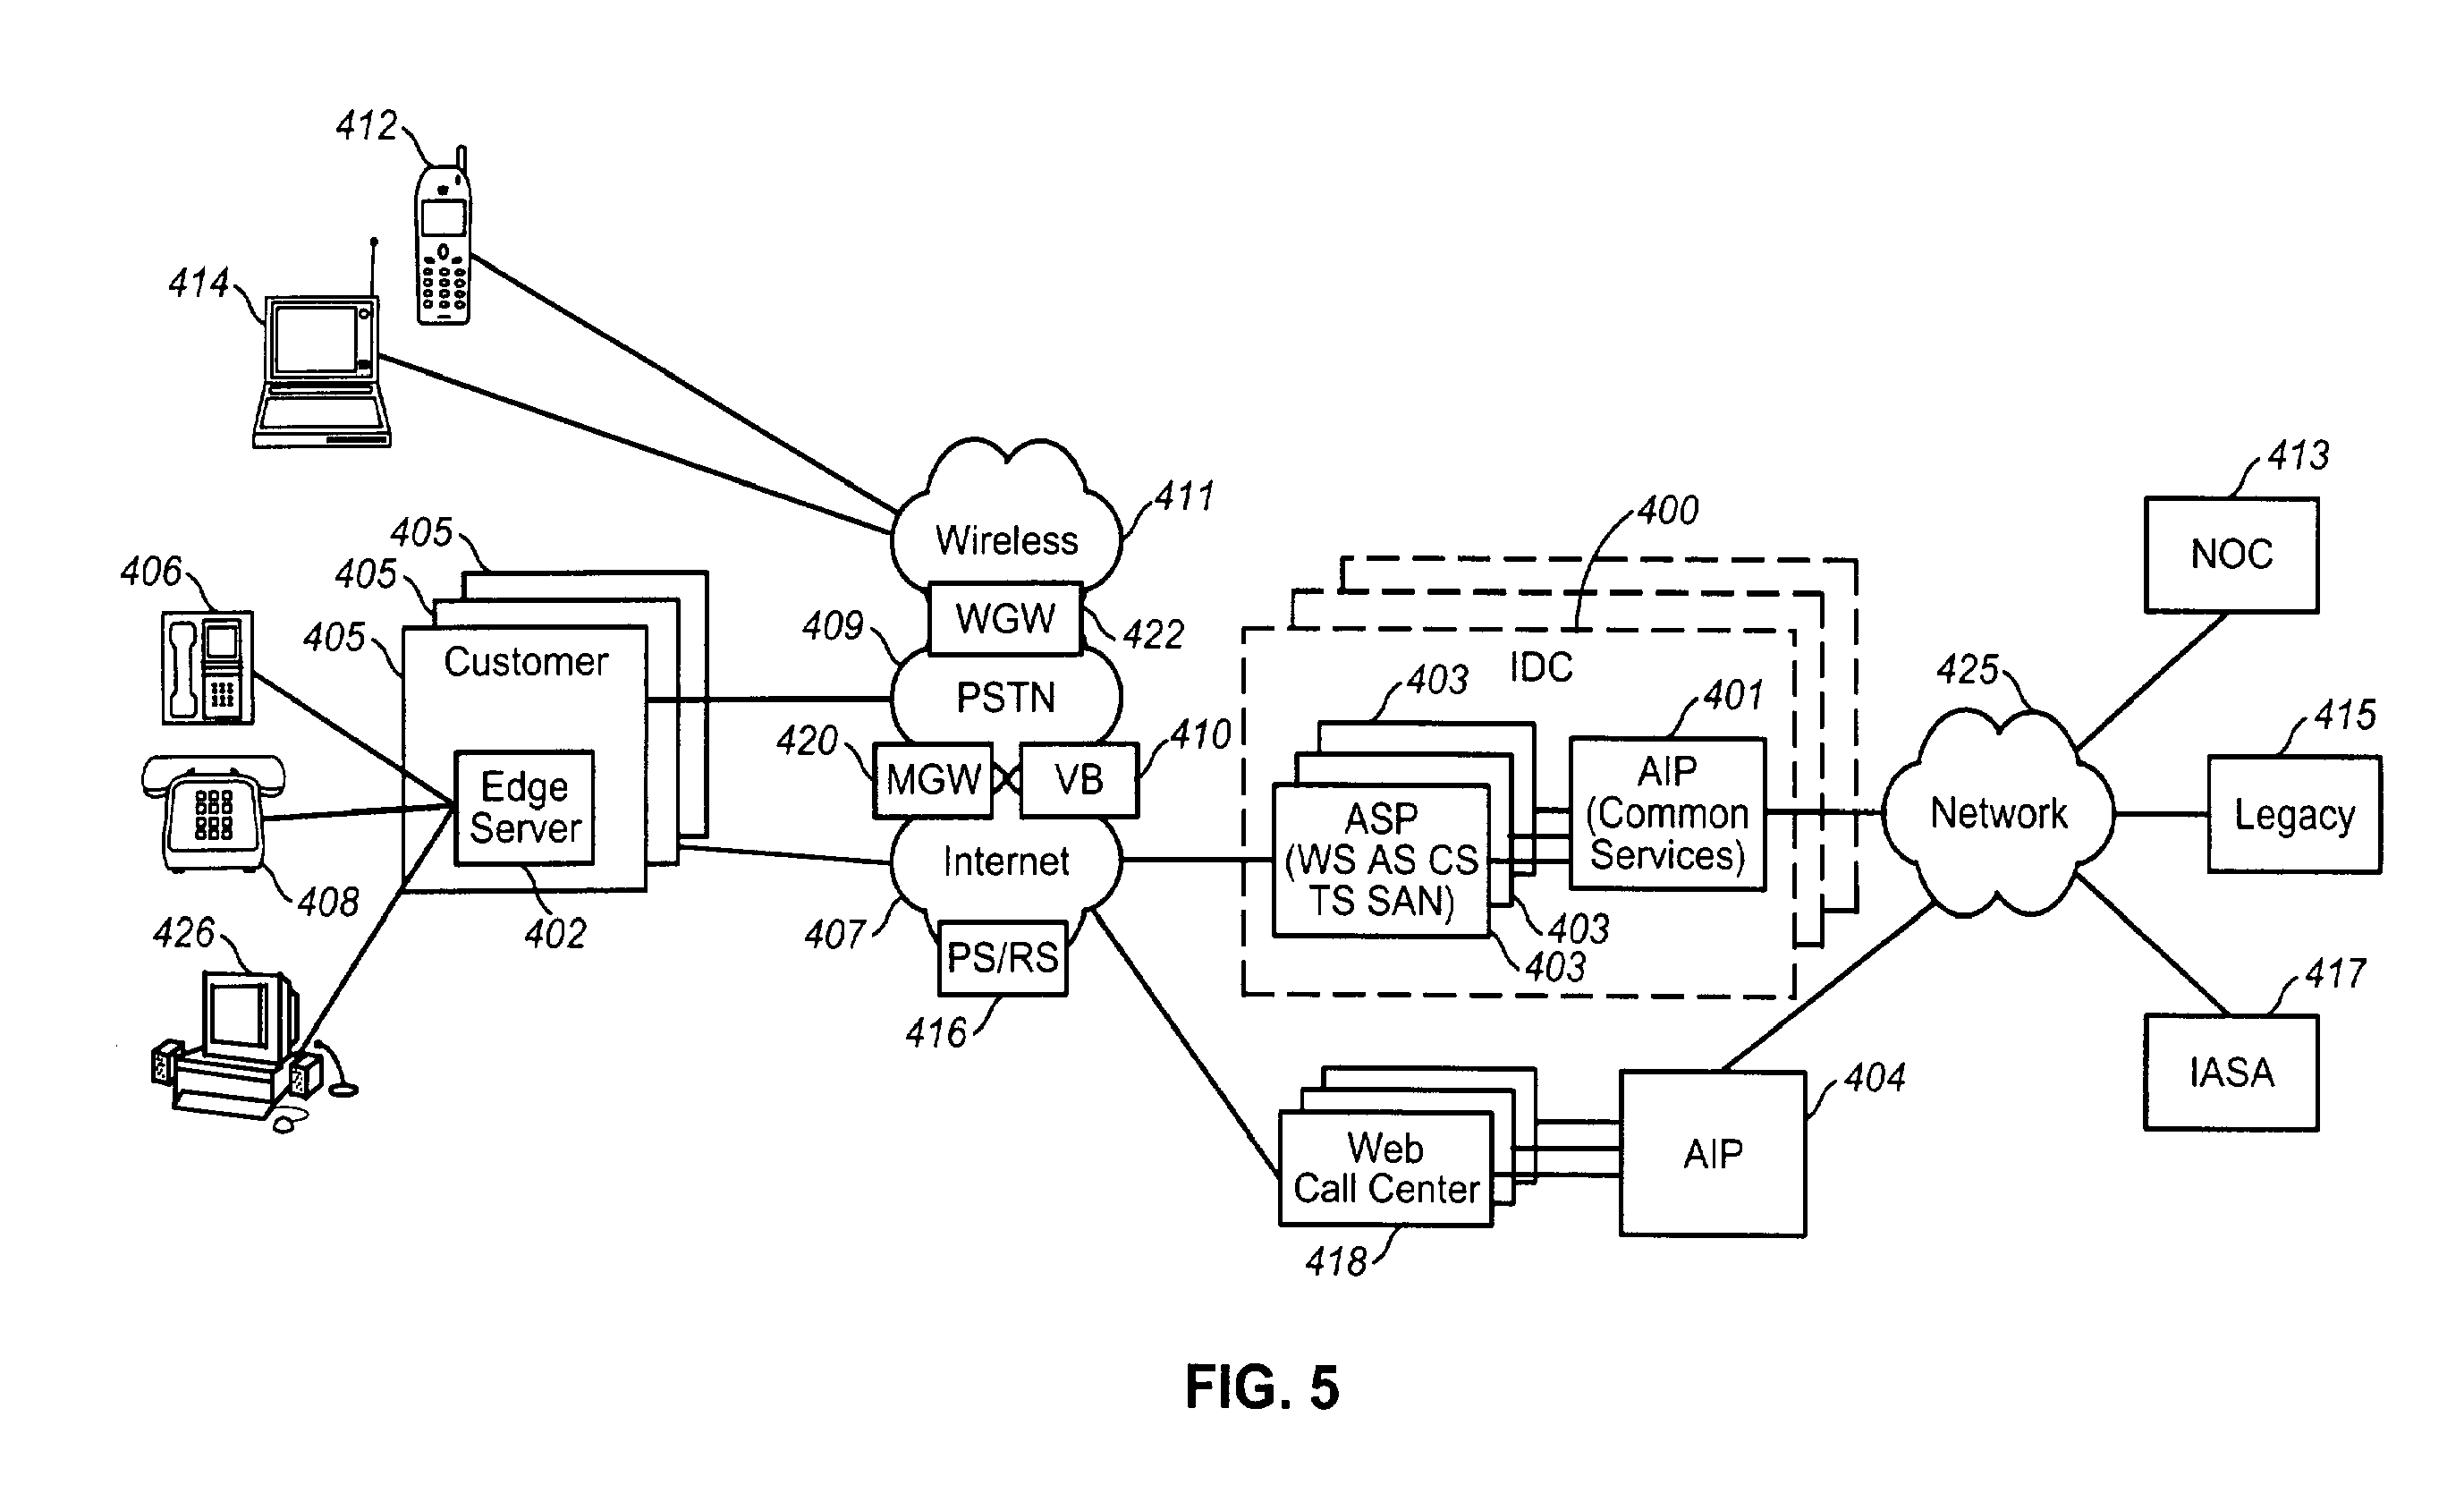 412
414
411
Wireless
413
NOC
400
405
405
405
406
Customer
409
WGW
422
IDC
403
401
425
PSTN
420
MGW
VB
410
AIP
(Common
Services)
Network
415
Legacy
Edge
Server
402
408
Internet
407
ASP
(WS AS CS
TS SAN)
403
403
426
PS/RS
416
417
IASA
Web
Call Center
418
AIP
404
FIG. 5